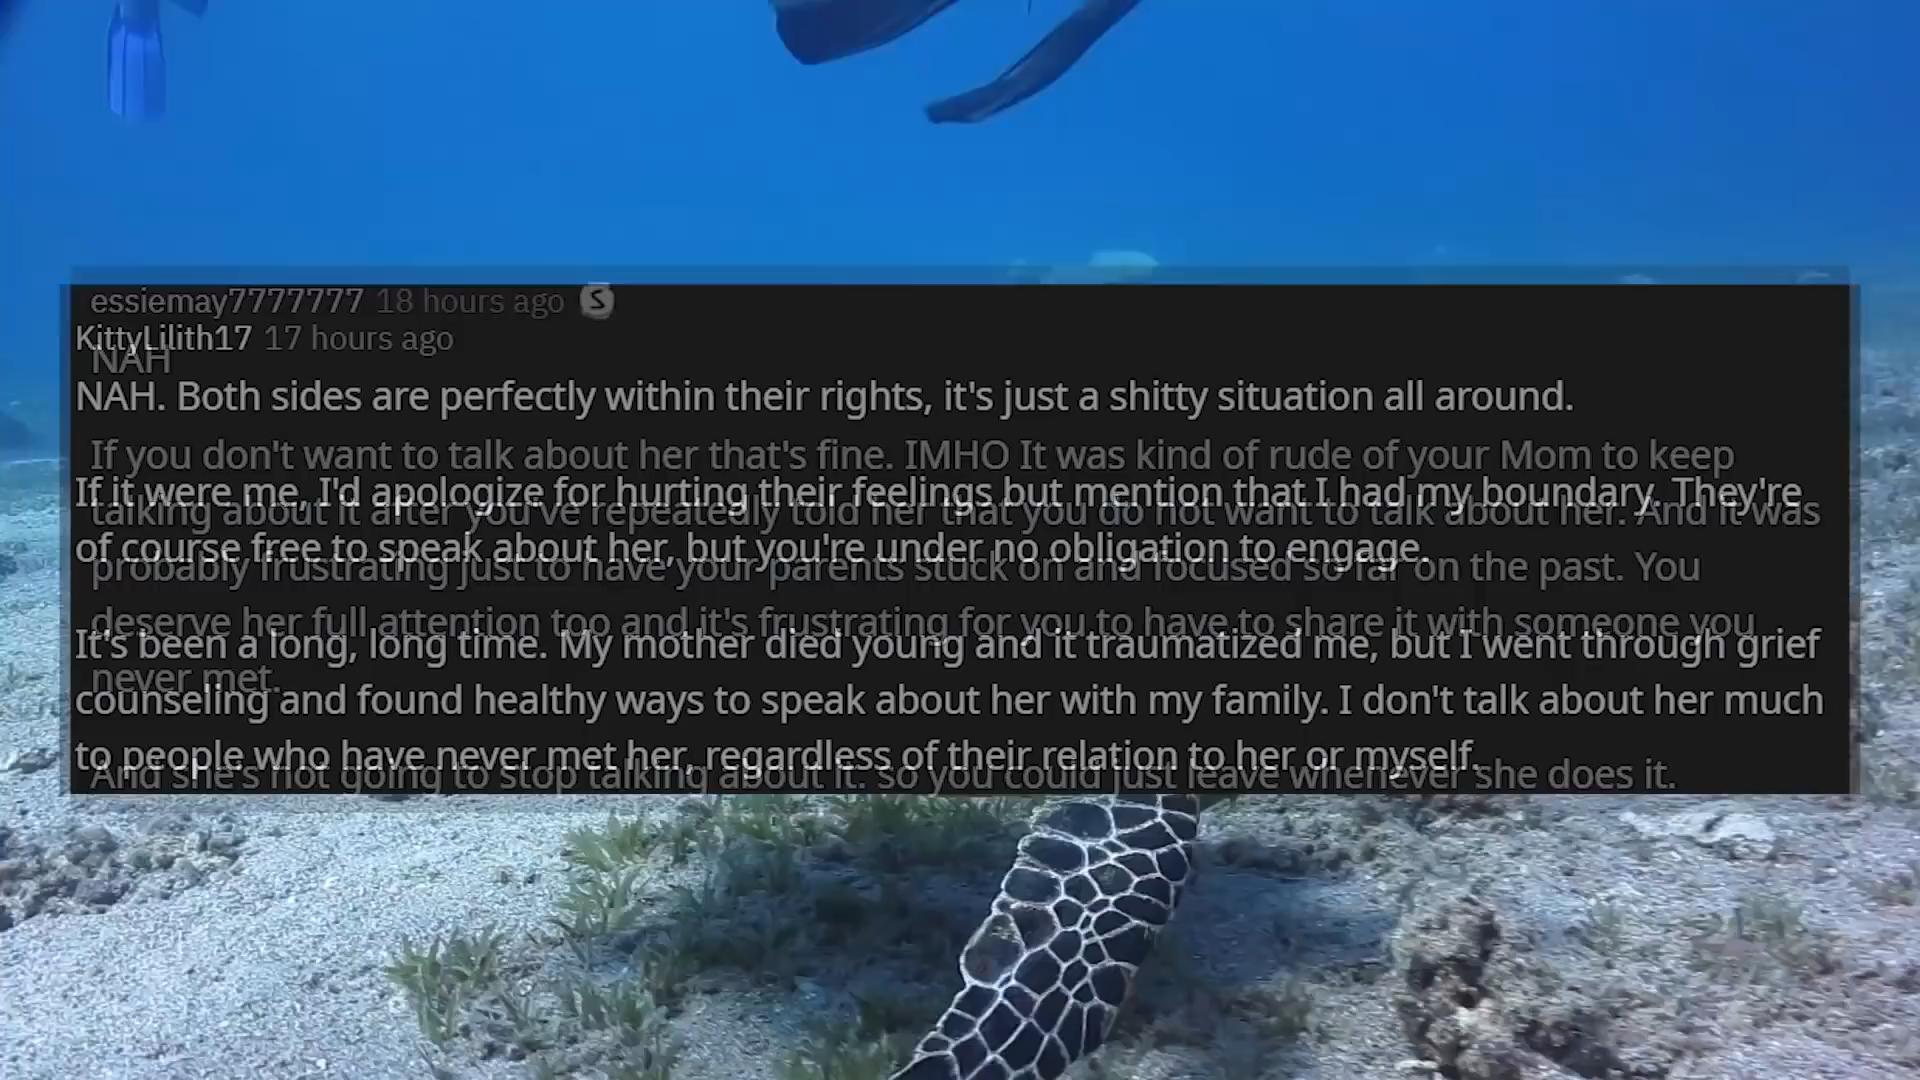 essiemay7777777 18 hours ago
NAH
If you don't want to talk about her that's fine. IMHO It was kind of rude of your Mom to keep
talking about it after you've repeatedly told her that you do not want to talk about her. And it was
probably frustrating just to have your parents stuck on and focused so far on the past. You
deserve her full attention too and it's frustrating for you to have to share it with someone you
never met.
And she's not going to stop talking about it. so you could just leave whenever she does it.
KittyLilith17 17 hours ago
NAH. Both sides are perfectly within their rights, it's just a shitty situation all around.
If it were me, I'd apologize for hurting their feelings but mention that I had my boundary. They're
of course free to speak about her, but you're under no obligation to engage.
It's been a long, long time. My mother died young and it traumatized me, but I went through grief
counseling and found healthy ways to speak about her with my family. I don't talk about her much
to people who have never met her, regardless of their relation to her or myself.